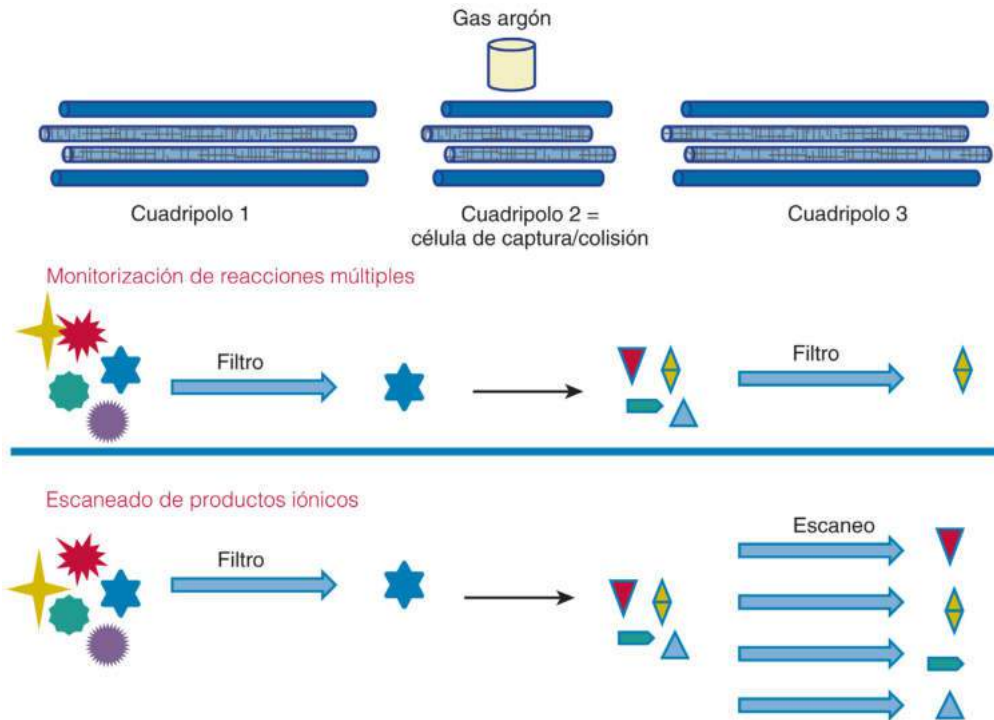 Gas argón
Cuadripolo 1
Cuadripolo 2 =
célula de captura/colisión
Cuadripolo 3
Monitorización de reacciones múltiples
Filtro
Filtro
Escaneado de productos iónicos
Filtro
Escaneo